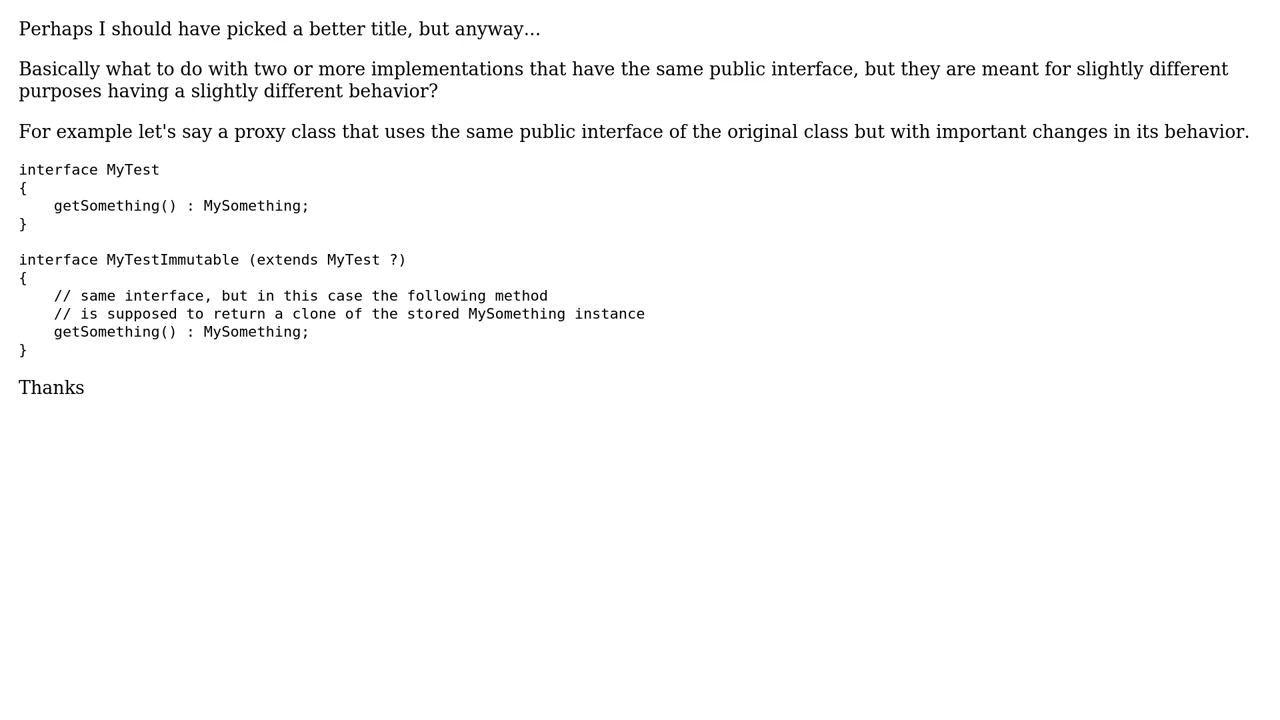 Perhaps I should have picked a better title, but anyway...
Basically what to do with two or more implementations that have the same public interface, but they are meant for slightly different
purposes having a slightly different behavior?
For example let's say a proxy class that uses the same public interface of the original class but with important changes in its behavior.
interface MyTest
{
    getSomething() : MySomething;
}
interface MyTestImmutable (extends MyTest ?)
{
    // same interface, but in this case the following method
    // is supposed to return a clone of the stored MySomething instance
    getSomething() : MySomething;
}
Thanks